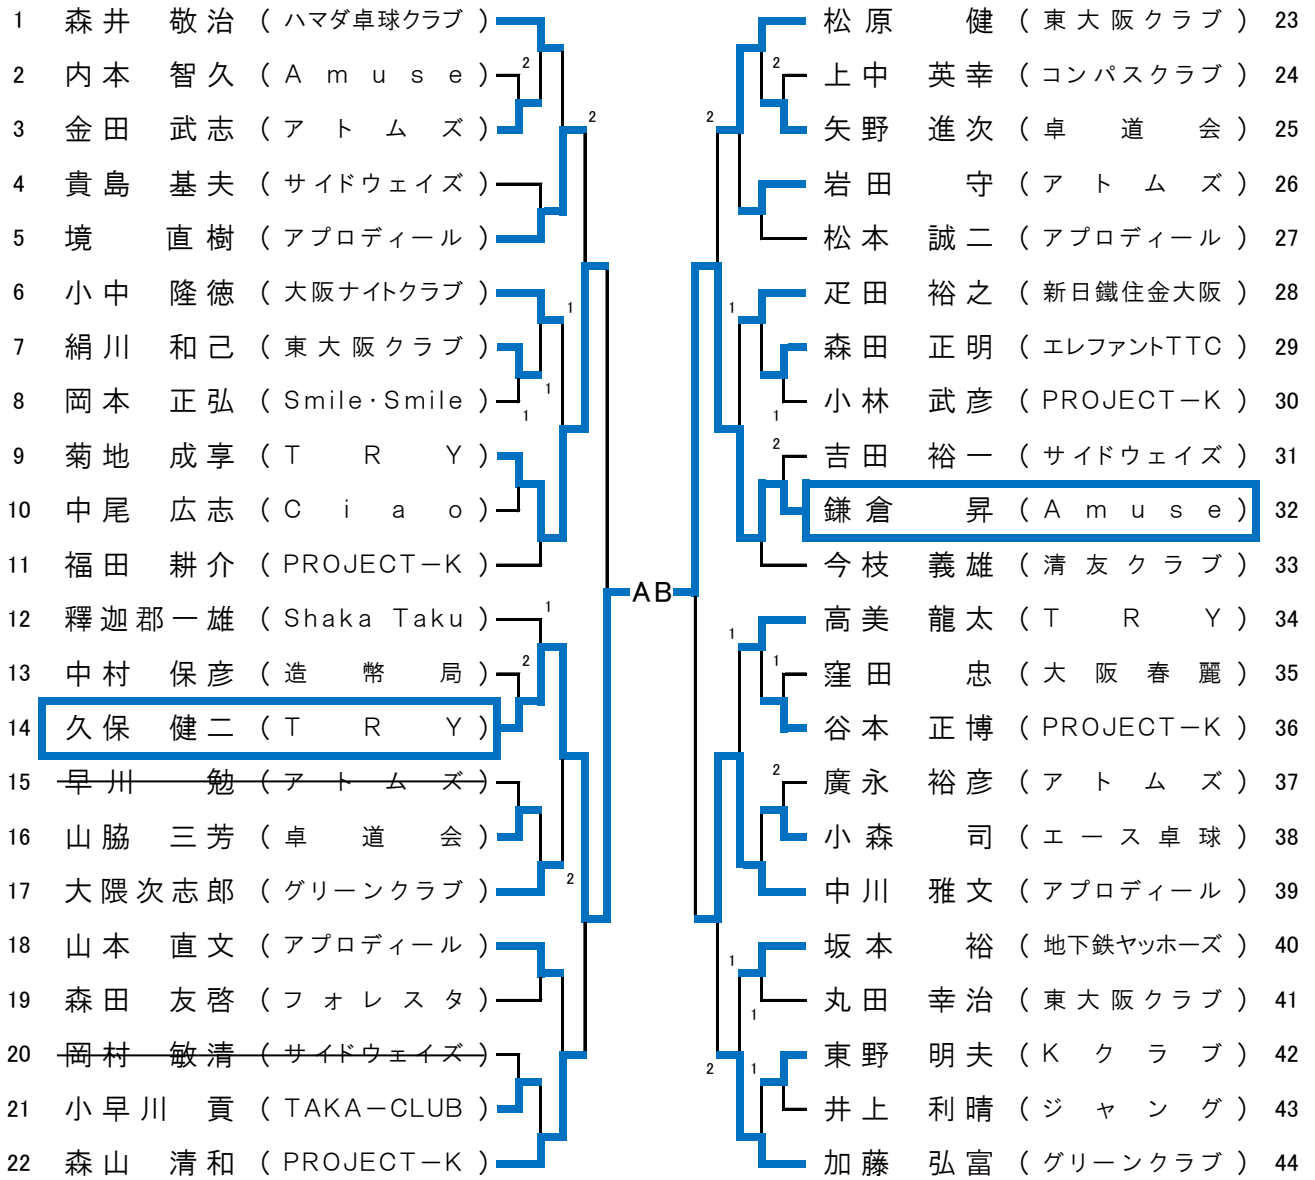 1 森井 敬治 (ハマダ卓球クラブ)
2 内本 智久 (Amuse)
3 金田 武志 (アトムズ)
4 貴島 基夫 (サイドウェイズ)
5 境 直樹 (アプロディール)
6 小中 隆徳 (大阪ナイトクラブ)
7 絹川 和己 (東大阪クラブ)
8 岡本 正弘 (Smile・Smile)
9 菊地 成享 (TRY)
10 中尾 広志 (Ciao)
11 福田 耕介 (PROJECT−K)
12 釋迦郡一雄 (Shaka Taku)
13 中村 保彦 (造幣局)
14 久保 健二 (TRY)
15 早川 勉 (アトムズ)
16 山脇 三芳 (卓道会)
17 大隈次志郎 (グリーンクラブ)
18 山本 直文 (アプロディール)
19 森田 友啓 (フォレスタ)
20 岡村 敏清 (サイドウェイズ)
21 小早川 貢 (TAKA−CLUB)
22 森山 清和 (PROJECT−K)
2
2
1
1
1
1
2
2
AB
松原 健 (東大阪クラブ) 23
上中 英幸 (コンパスクラブ) 24
矢野 進次 (卓道会) 25
岩田 守 (アトムズ) 26
松本 誠二 (アプロディール) 27
疋田 裕之 (新日鐵住金大阪) 28
森田 正明 (エレファントTTC) 29
小林 武彦 (PROJECT−K) 30
吉田 裕一 (サイドウェイズ) 31
鎌倉 昇 (Amuse) 32
今枝 義雄 (清友クラブ) 33
高美 龍太 (TRY) 34
窪田 忠 (大阪春麗) 35
谷本 正博 (PROJECT−K) 36
廣永 裕彦 (アトムズ) 37
小森 司 (エース卓球) 38
中川 雅文 (アプロディール) 39
坂本 裕 (地下鉄ヤッホーズ) 40
丸田 幸治 (東大阪クラブ) 41
東野 明夫 (Kクラブ) 42
井上 利晴 (ジャング) 43
加藤 弘富 (グリーンクラブ) 44
2
2
1
1
2
1
1
2
1
1
2
1